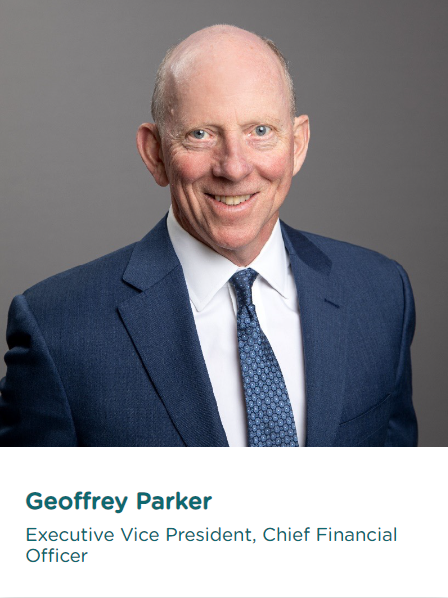 Geoffrey Parker
Executive Vice President, Chief Financial
Officer